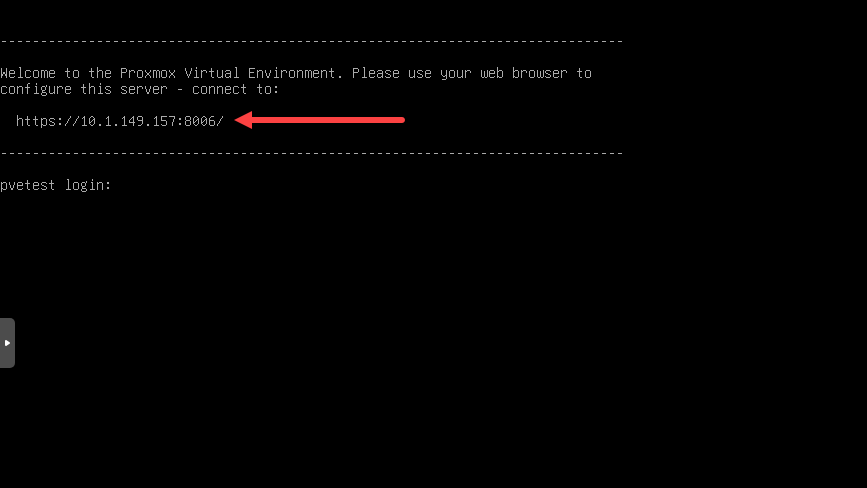 ------------------------------------------------------------------------------
Welcome to the Proxmox Virtual Environment. Please use your web browser to
configure this server - connect to:
https://10.1.149.157:8006/
------------------------------------------------------------------------------
pvetest login: